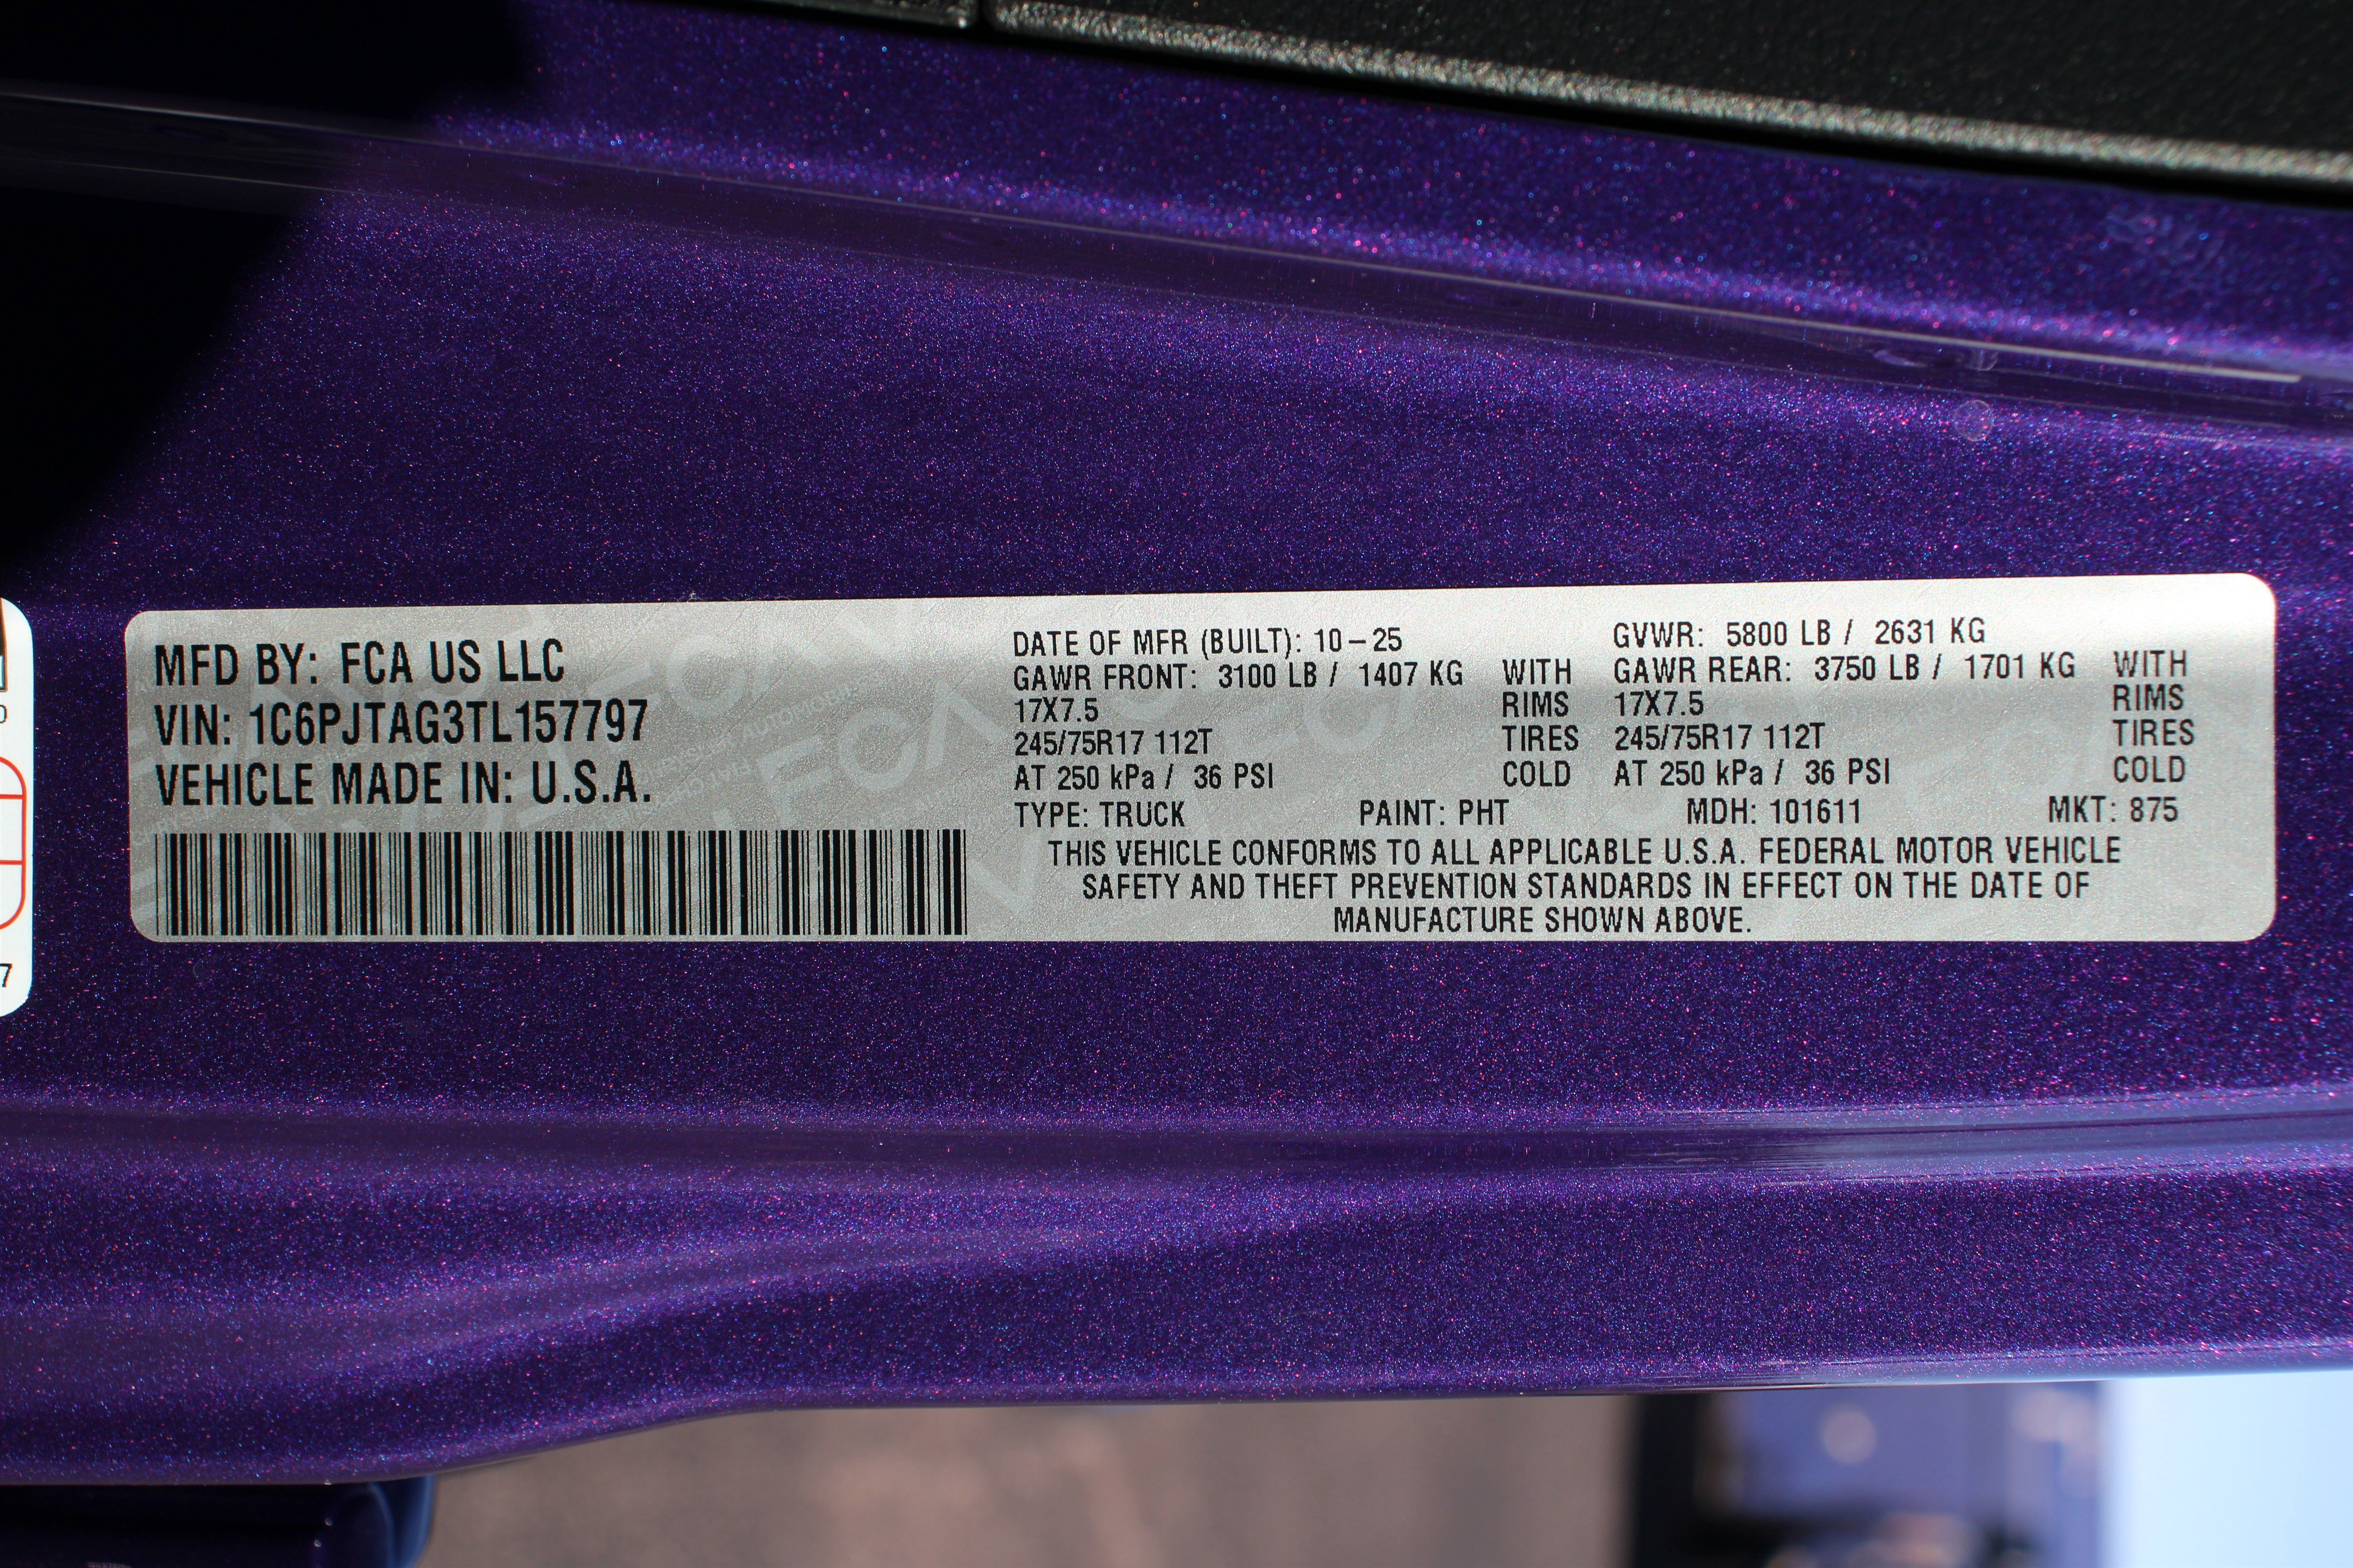 MFD BY: FCA US LLC
VIN: 1C6PJTAG3TL157797
VEHICLE MADE IN: U.S.A.
DATE OF MFR (BUILT): 10-25 GVWR: 5800 LB / 2631 KG
GAWR FRONT: 3100 LB / 1407 KG WITH GAWR REAR: 3750 LB / 1701 KG WITH
17X7.5 RIMS 17X7.5 RIMS
245/75R17 112T TIRES 245/75R17 112T TIRES
AT 250 kPa / 36 PSI COLD AT 250 kPa / 36 PSI COLD
TYPE: TRUCK PAINT: PHT MDH: 101611 MKT: 875
THIS VEHICLE CONFORMS TO ALL APPLICABLE U.S.A. FEDERAL MOTOR VEHICLE
SAFETY AND THEFT PREVENTION STANDARDS IN EFFECT ON THE DATE OF
MANUFACTURE SHOWN ABOVE.
FCA
7